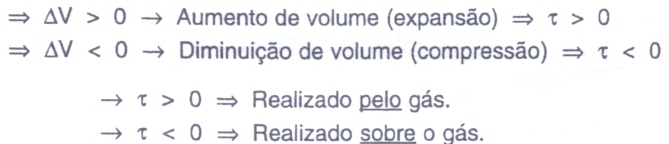 ⇒ ΔV > 0 → Aumento de volume (expansão) ⇒ τ > 0
⇒ ΔV < 0 → Diminuição de volume (compressão) ⇒ τ < 0
→ τ > 0 ⇒ Realizado pelo gás.
→ τ < 0 ⇒ Realizado sobre o gás.